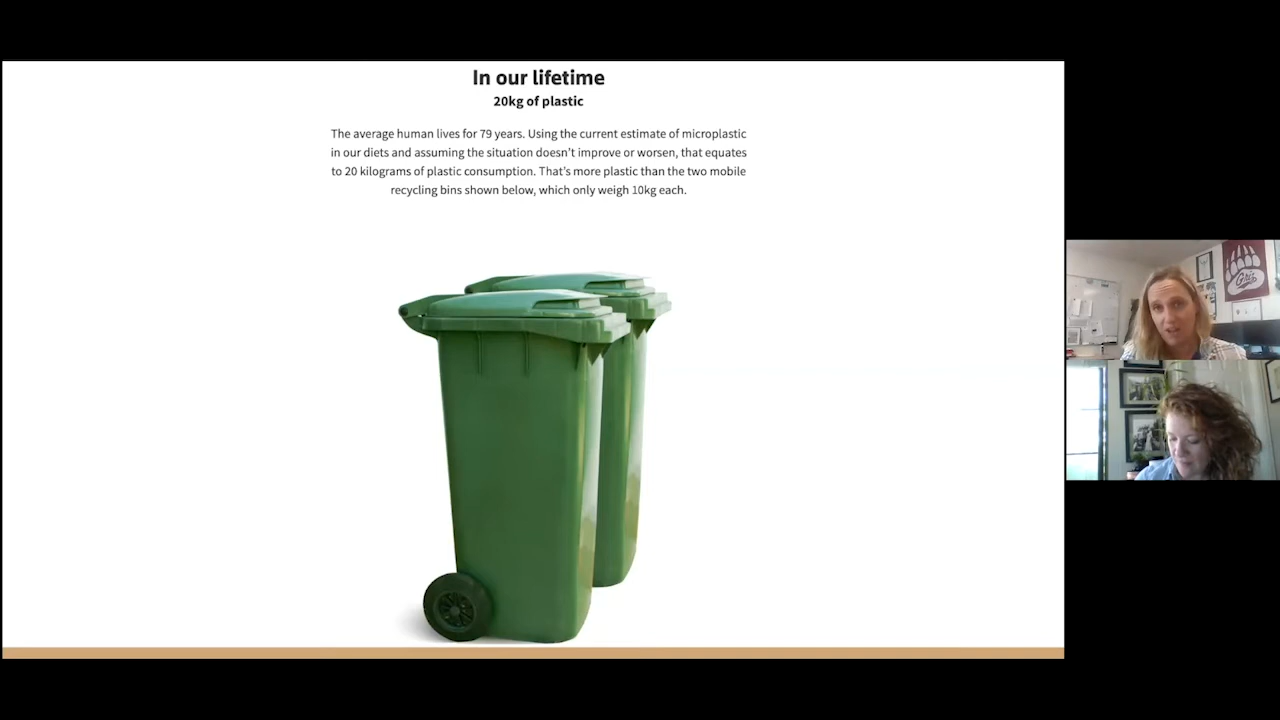 In our lifetime
20kg of plastic
The average human lives for 79 years. Using the current estimate of microplastic
in our diets and assuming the situation doesn't improve or worsen, that equates
to 20 kilograms of plastic consumption. That's more plastic than the two mobile
recycling bins shown below, which only weigh 10kg each.
Griz